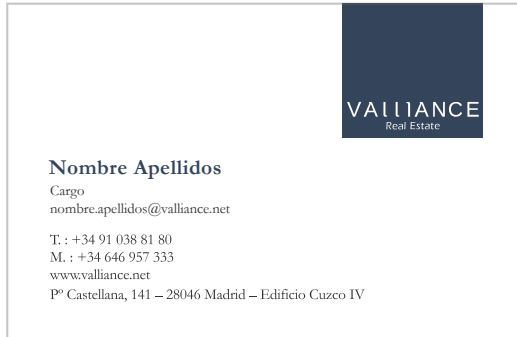 VALLIANCE
Real Estate
Nombre Apellidos
Cargo
nombre.apellidos@valliance.net
T. : +34 91 038 81 80
M. : +34 646 957 333
www.valliance.net
Pº Castellana, 141 – 28046 Madrid – Edificio Cuzco IV